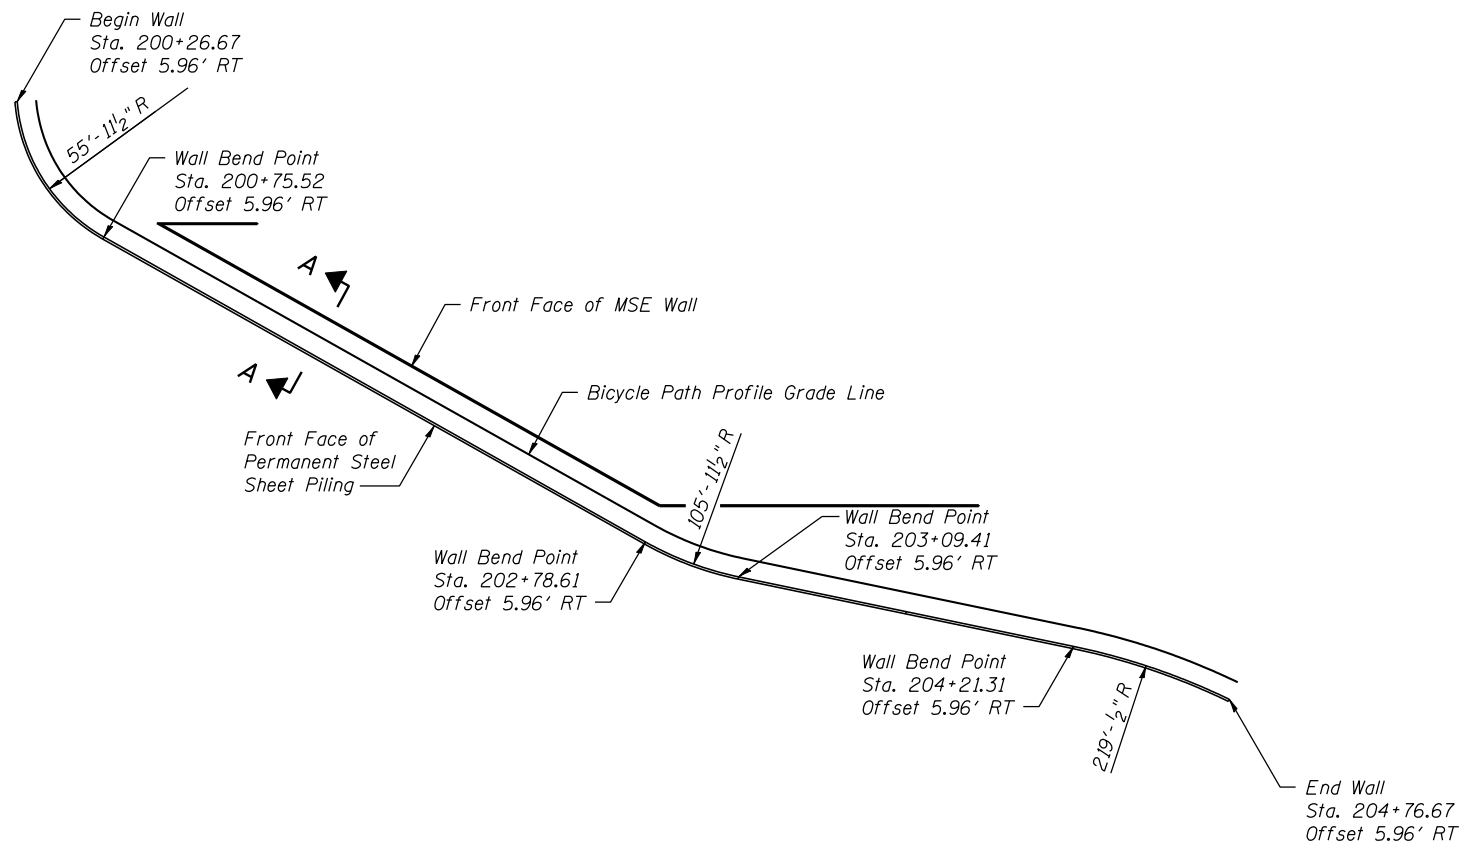 Begin Wall
Sta. 200+26.67
Offset 5.96' RT
55'-11½" R
Wall Bend Point
Sta. 200+75.52
Offset 5.96' RT
A
Front Face of MSE Wall
A
Bicycle Path Profile Grade Line
Front Face of
Permanent Steel
Sheet Piling
105'-11½" R
Wall Bend Point
Sta. 203+09.41
Offset 5.96' RT
Wall Bend Point
Sta. 202+78.61
Offset 5.96' RT
Wall Bend Point
Sta. 204+21.31
Offset 5.96' RT
219'-½" R
End Wall
Sta. 204+76.67
Offset 5.96' RT